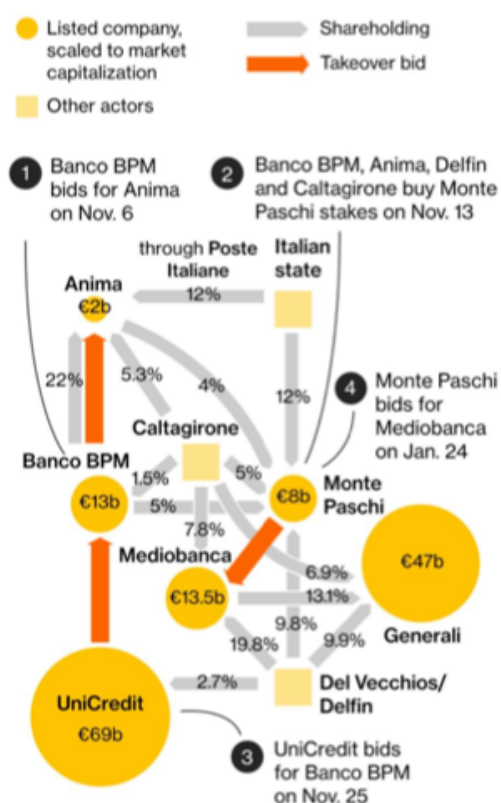 Listed company,
scaled to market
capitalization
Shareholding
Takeover bid
Other actors
1
Banco BPM
bids for Anima
on Nov. 6
2
Banco BPM, Anima, Delfin
and Caltagirone buy Monte
Paschi stakes on Nov. 13
through Poste
Italiane
Italian
state
Anima
€2b
12%
22%
5.3%
4%
12%
4
Monte Paschi
bids for
Mediobanca
on Jan. 24
Caltagirone
Banco BPM
1.5%
5%
€13b
5%
€8b
Monte
Paschi
7.8%
Mediobanca
€13.5b
6.9%
13.1%
€47b
9.8%
19.8%
9.9%
Generali
2.7%
Del Vecchios/
Delfin
UniCredit
€69b
3
UniCredit bids
for Banco BPM
on Nov. 25